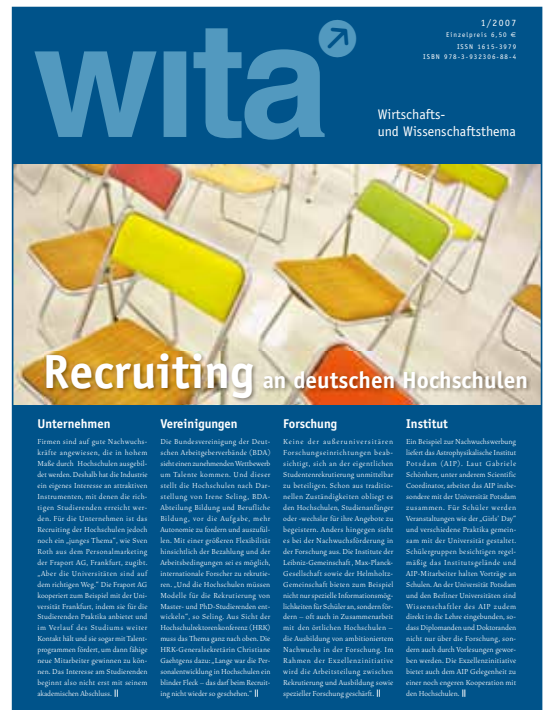 1/2007
Einzelpreis 6,50 €
ISSN 1615-3979
ISBN 978-3-932306-88-4
wita
Wirtschafts-
und Wissenschaftsthema
Recruiting an deutschen Hochschulen
Unternehmen
Firmen sind auf gute Nachwuchs-
kräfte angewiesen, die in hohem
Maße durch Hochschulen ausgebil-
det werden. Deshalb hat die Industrie
ein eigenes Interesse an attraktiven
Instrumenten, mit denen die rich-
tigen Studierenden erreicht wer-
den. Für die Unternehmen ist das
Recruiting der Hochschulen jedoch
noch ein „junges Thema“, wie Sven
Roth aus dem Personalmarketing
der Fraport AG, Frankfurt, zugibt.
„Aber die Universitäten sind auf
dem richtigen Weg.“ Die Fraport AG
kooperiert zum Beispiel mit der Uni-
versität Frankfurt, indem sie für die
Studierenden Praktika anbietet und
im Verlauf des Studiums weiter
Kontakt hält und sie sogar mit Talent-
programmen fördert, um dann fähige
neue Mitarbeiter gewinnen zu kön-
nen. Das Interesse am Studierenden
beginnt also nicht erst mit seinem
akademischen Abschluss. ||
Vereinigungen
Die Bundesvereinigung der Deut-
schen Arbeitgeberverbände (BDA)
sieht einen zunehmenden Wettbewerb
um Talente kommen. Und dieser
stellt die Hochschulen nach Dar-
stellung von Irene Seling, BDA-
Abteilung Bildung und Berufliche
Bildung, vor die Aufgabe, mehr
Autonomie zu fordern und auszufül-
len. Mit einer größeren Flexibilität
hinsichtlich der Bezahlung und der
Arbeitsbedingungen sei es möglich,
internationale Forscher zu rekrutie-
ren. „Und die Hochschulen müssen
Modelle für die Rekrutierung von
Master- und PhD-Studierenden ent-
wickeln“, so Seling. Aus Sicht der
Hochschulrektorenkonferenz (HRK)
muss das Thema ganz nach oben. Die
HRK-Generalsekretärin Christiane
Gaehtgens dazu: „Lange war die Per-
sonalentwicklung in Hochschulen ein
blinder Fleck – das darf beim Recruit-
ing nicht wieder so geschehen.“ ||
Forschung
Keine der außeruniversitären
Forschungseinrichtungen beab-
sichtigt, sich an der eigentlichen
Studentenrekrutierung unmittelbar
zu beteiligen. Schon aus traditio-
nellen Zuständigkeiten obliegt es
den Hochschulen, Studienanfänger
oder -wechsler für ihre Angebote zu
begeistern. Anders hingegen sieht
es bei der Nachwuchsförderung in
der Forschung aus. Die Institute der
Leibniz-Gemeinschaft, Max-Planck-
Gesellschaft sowie der Helmholtz-
Gemeinschaft bieten zum Beispiel
nicht nur spezielle Informationsmög-
lichkeiten für Schüler an, sondern för-
dern – oft auch in Zusammenarbeit
mit den örtlichen Hochschulen –
die Ausbildung von ambitioniertem
Nachwuchs in der Forschung. Im
Rahmen der Exzellenzinitiative
wird die Arbeitsteilung zwischen
Rekrutierung und Ausbildung sowie
spezieller Forschung geschärft. ||
Institut
Ein Beispiel zur Nachwuchswerbung
liefert das Astrophysikalische Institut
Potsdam (AIP). Laut Gabriele
Schönherr, unter anderem Scientific
Coordinator, arbeitet das AIP insbe-
sondere mit der Universität Potsdam
zusammen. Für Schüler werden
Veranstaltungen wie der „Girls' Day“
und verschiedene Praktika gemein-
sam mit der Universität gestaltet.
Schülergruppen besichtigen regel-
mäßig das Institutsgelände und
AIP-Mitarbeiter halten Vorträge an
Schulen. An der Universität Potsdam
und den Berliner Universitäten sind
Wissenschaftler des AIP zudem
direkt in die Lehre eingebunden, so-
dass Diplomanden und Doktoranden
nicht nur über die Forschung, son-
dern auch durch Vorlesungen gewor-
ben werden. Die Exzellenzinitiative
bietet auch dem AIP Gelegenheit zu
einer noch engeren Kooperation mit
den Hochschulen. ||